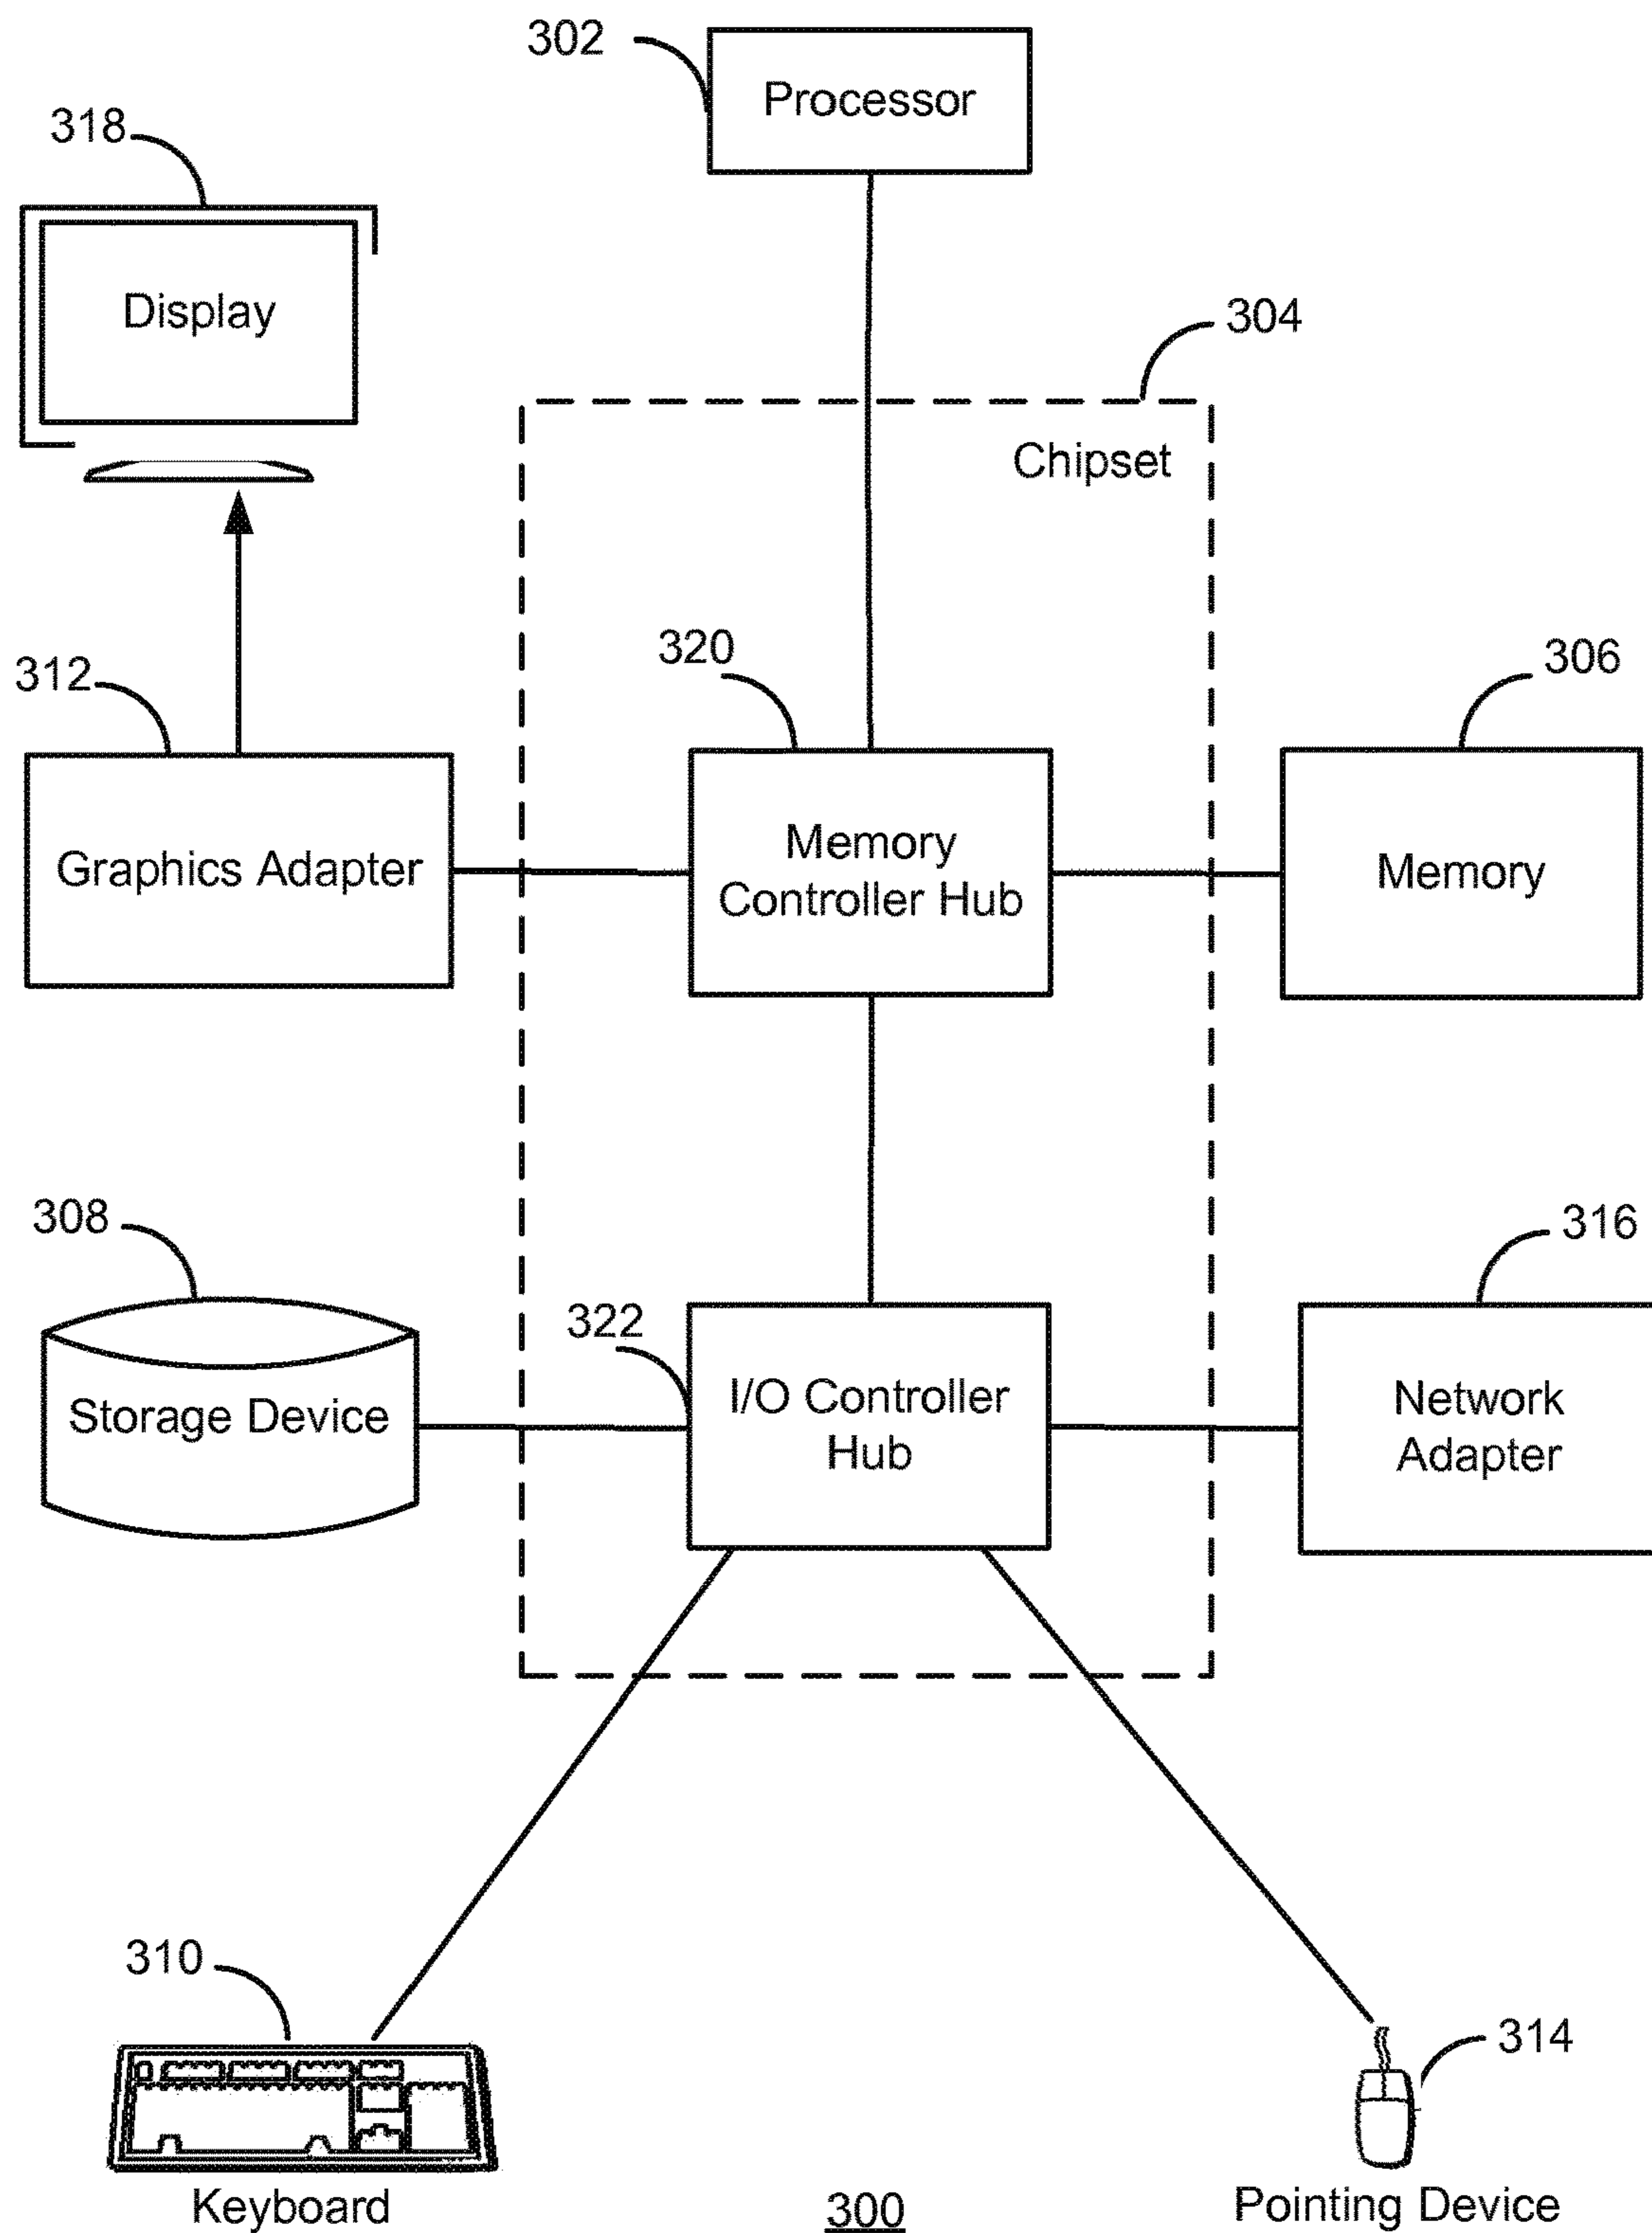 302
Processor
318
Display
304
Chipset
320
306
312
Memory
Controller Hub
Graphics Adapter
Memory
308
316
322
I/O Controller
Hub
Storage Device
Network
Adapter
310
314
Keyboard
300
Pointing Device